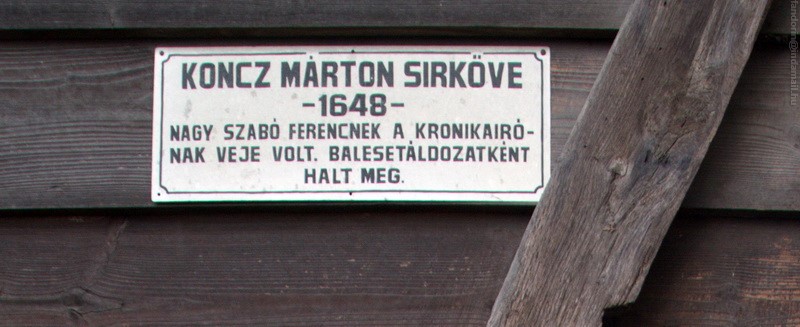 KONCZ MÁRTON SIRKÖVE
-1648-
NAGY SZABÓ FERENCNEK A KRONIKAIRÓ-
NAK VEJE VOLT. BALESETÁLDOZATKÉNT
HALT MEG.